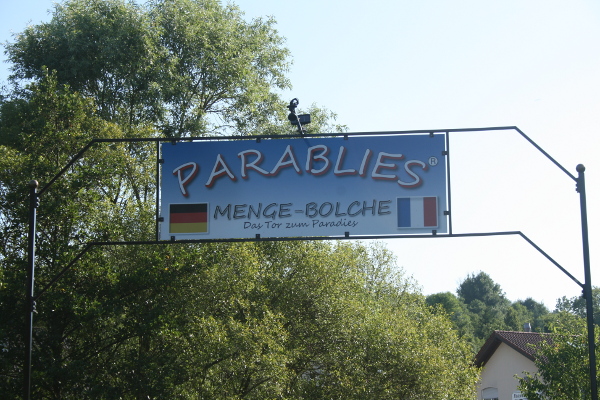 PARABLIES®
MENGE-BOLCHE
Das Tor zum Paradies